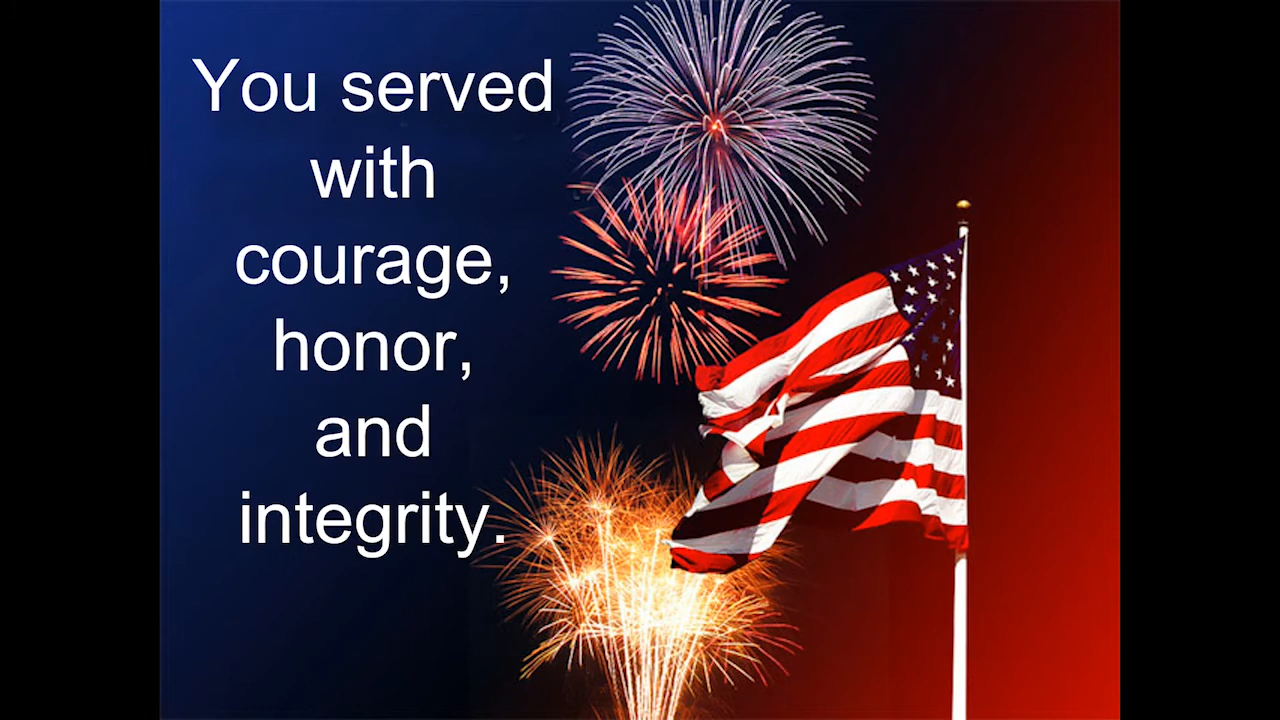 You served
with
courage,
honor,
and
integrity.